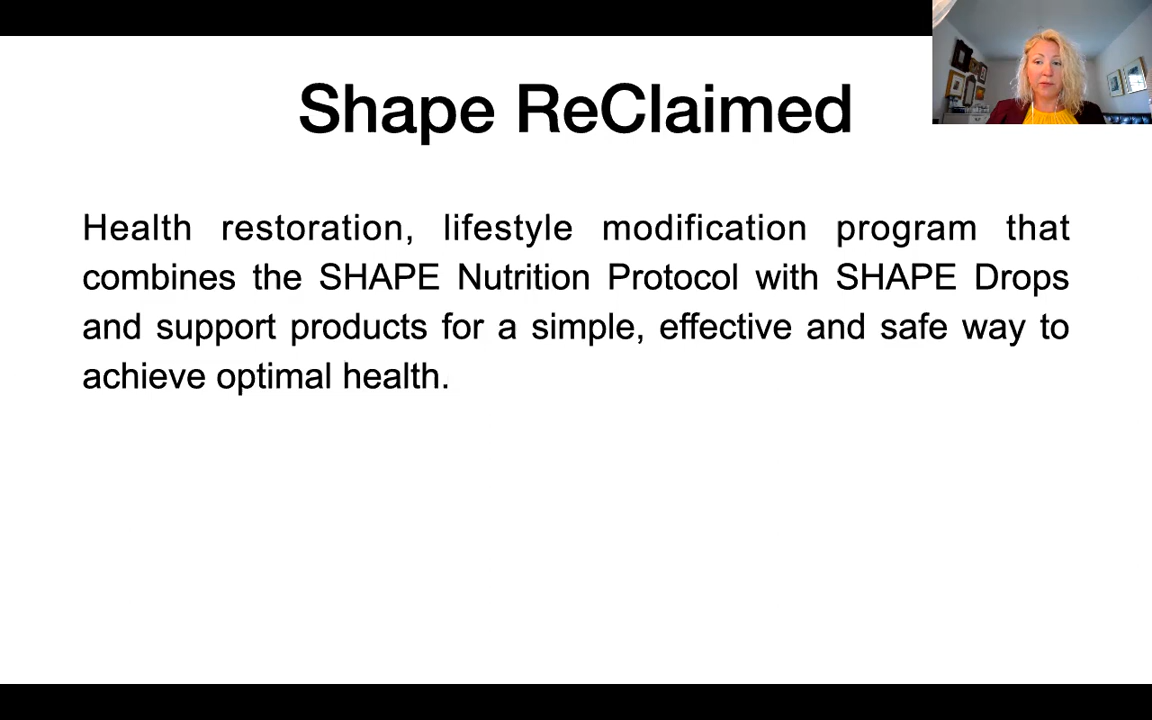 Shape ReClaimed
Health restoration, lifestyle modification program that
combines the SHAPE Nutrition Protocol with SHAPE Drops
and support products for a simple, effective and safe way to
achieve optimal health.